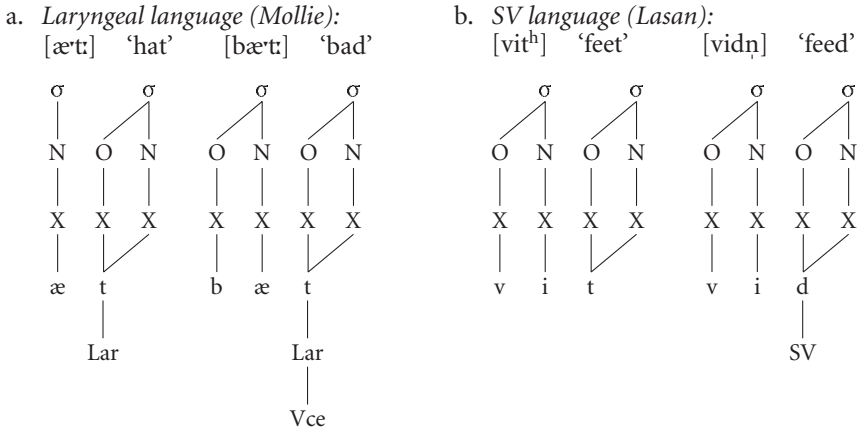 a. Laryngeal language (Mollie): b. SV language (Lasan):
[æˑtː] ‘hat’ [bæˑtː] ‘bad’ [vitʰ] ‘feet’ [vidn̩] ‘feed’
σ σ σ σ σ σ σ σ
N O N O N O N O N O N O N O N
X X X X X X X X X X X X X X X
æ t b æ t v i t v i d
Lar Lar SV
Vce